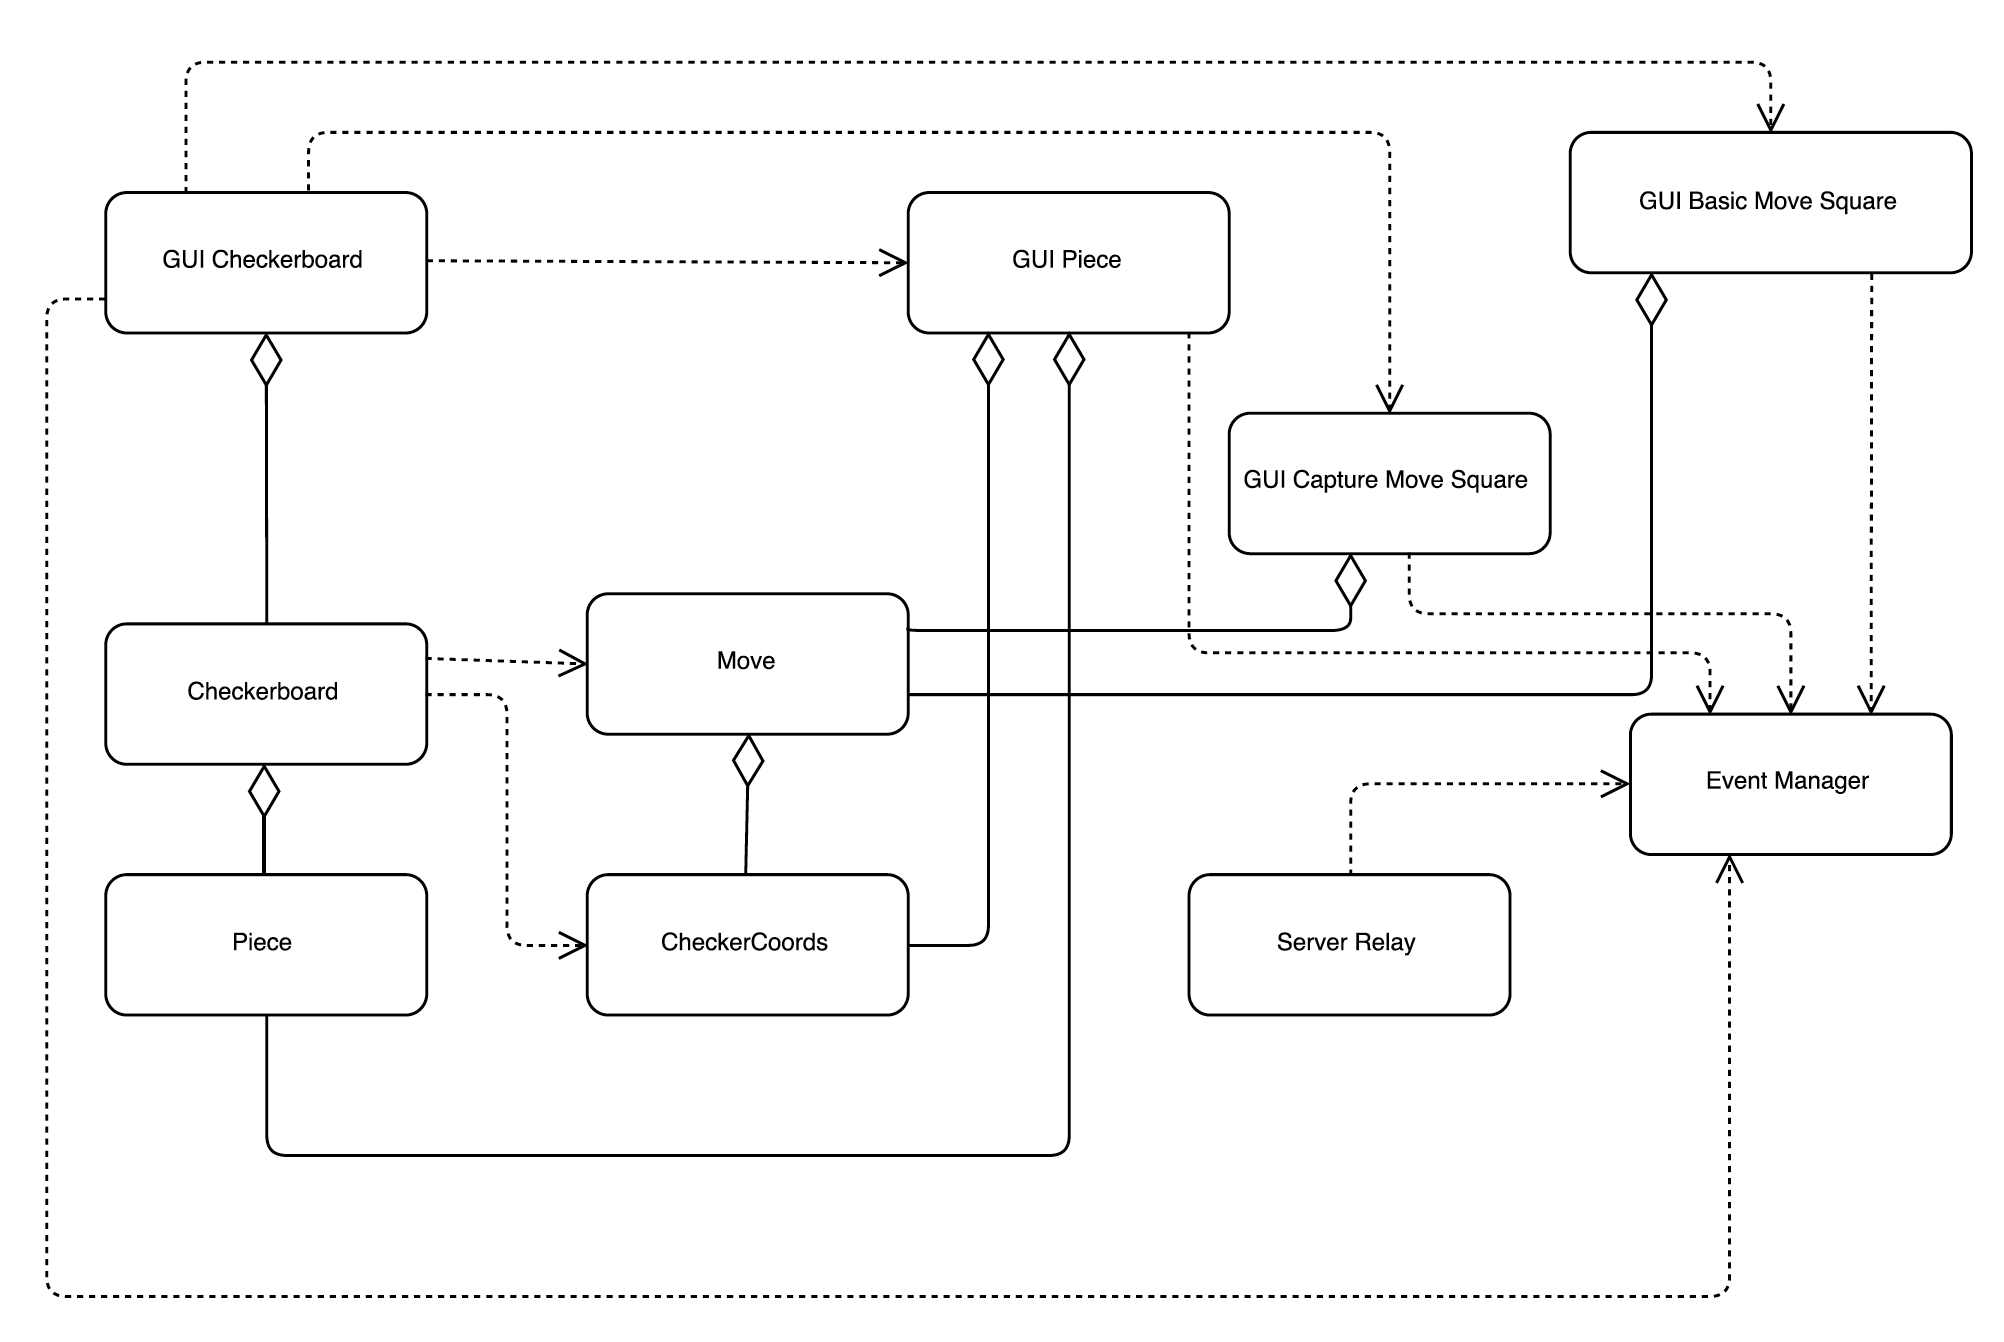 GUI Basic Move Square
GUI Checkerboard
GUI Piece
GUI Capture Move Square
Move
Checkerboard
Event Manager
Piece
CheckerCoords
Server Relay